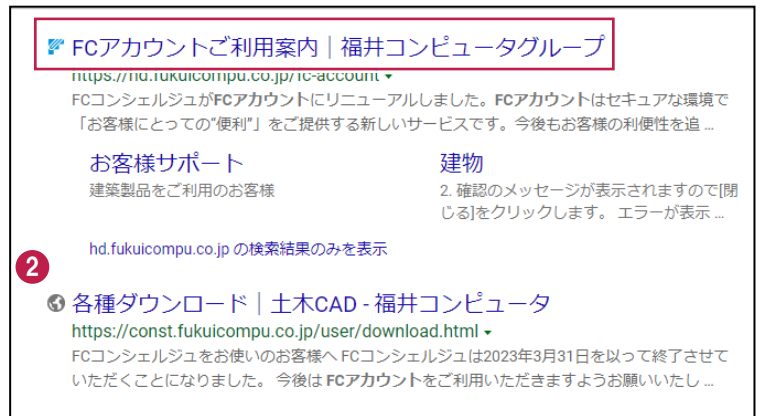 FCアカウントご利用案内｜福井コンピュータグループ
https://hd.fukuicompu.co.jp/fc-account
FCコンシェルジュがFCアカウントにリニューアルしました。FCアカウントはセキュアな環境で
「お客様にとっての“便利”」をご提供する新しいサービスです。今後もお客様の利便性を追 ...
お客様サポート
建築製品をご利用のお客様
建物
2. 確認のメッセージが表示されますので[閉
じる]をクリックします。 エラーが表示 ...
hd.fukuicompu.co.jp の検索結果のみを表示
2
各種ダウンロード｜土木CAD - 福井コンピュータ
https://const.fukuicompu.co.jp/user/download.html
FCコンシェルジュをお使いのお客様へ FCコンシェルジュは2023年3月31日を以って終了させて
いただくことになりました。 今後は FCアカウントをご利用いただきますようお願いいたし ...